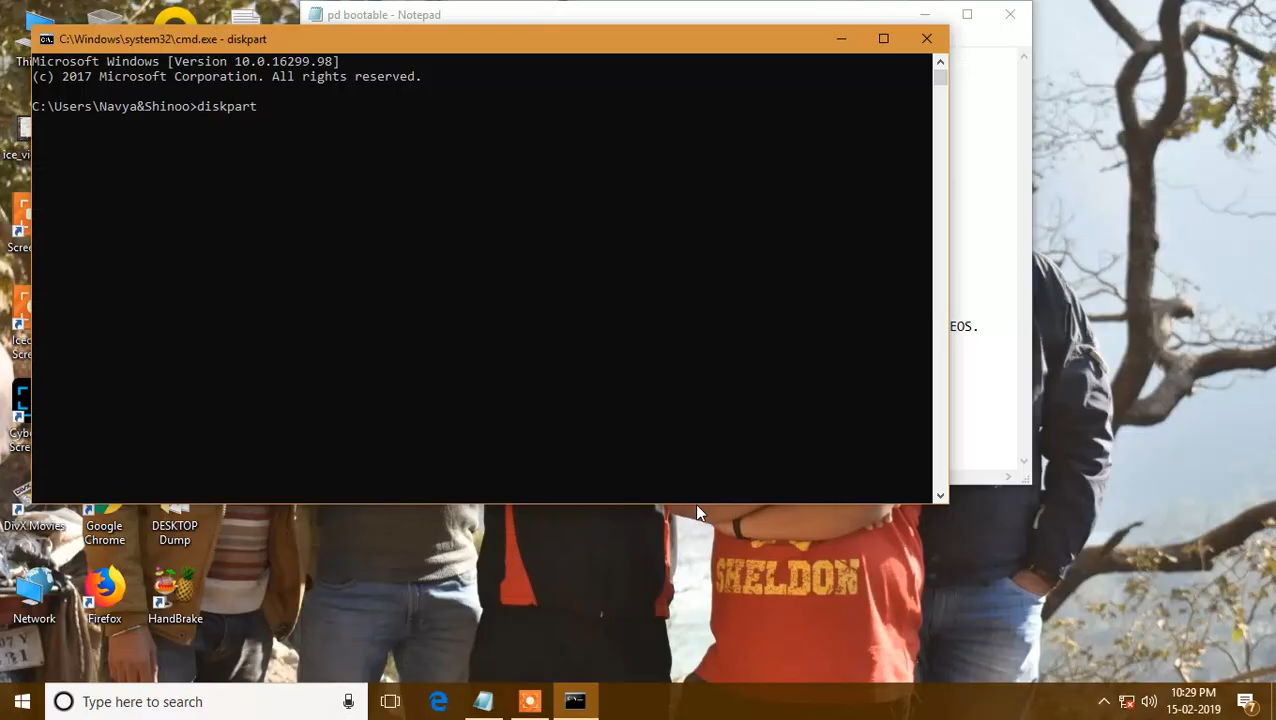 pd bootable - Notepad
C:\Windows\system32\cmd.exe - diskpart
Microsoft Windows [Version 10.0.16299.98]
(c) 2017 Microsoft Corporation. All rights reserved.
C:\Users\Navya&Shinoo>diskpart
EOS.
DivX Movies
Google
Chrome
DESKTOP
Dump
SHELDON
Network
Firefox
HandBrake
Type here to search
10:29 PM
15-02-2019
7